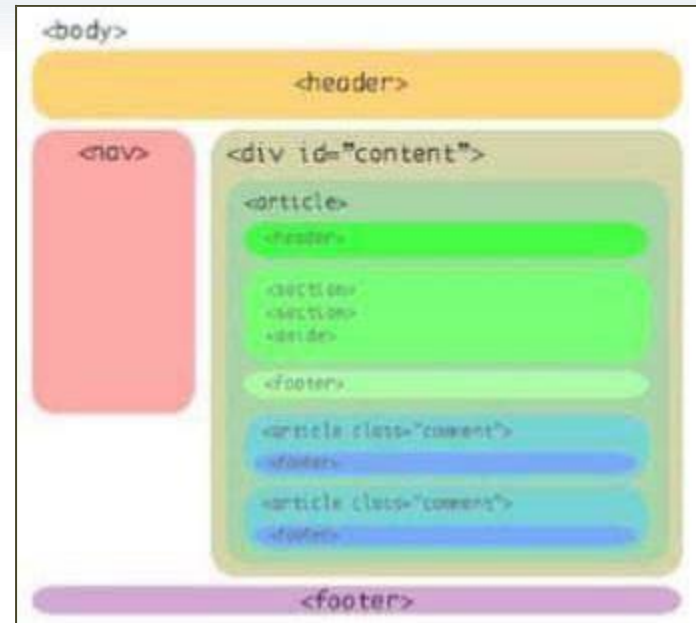 <body>
<header>
<nav>
<div id="content">
<article>
<header>
<section>
<section>
<aside>
<footer>
<article class="comment">
<footer>
<article class="comment">
<footer>
<footer>